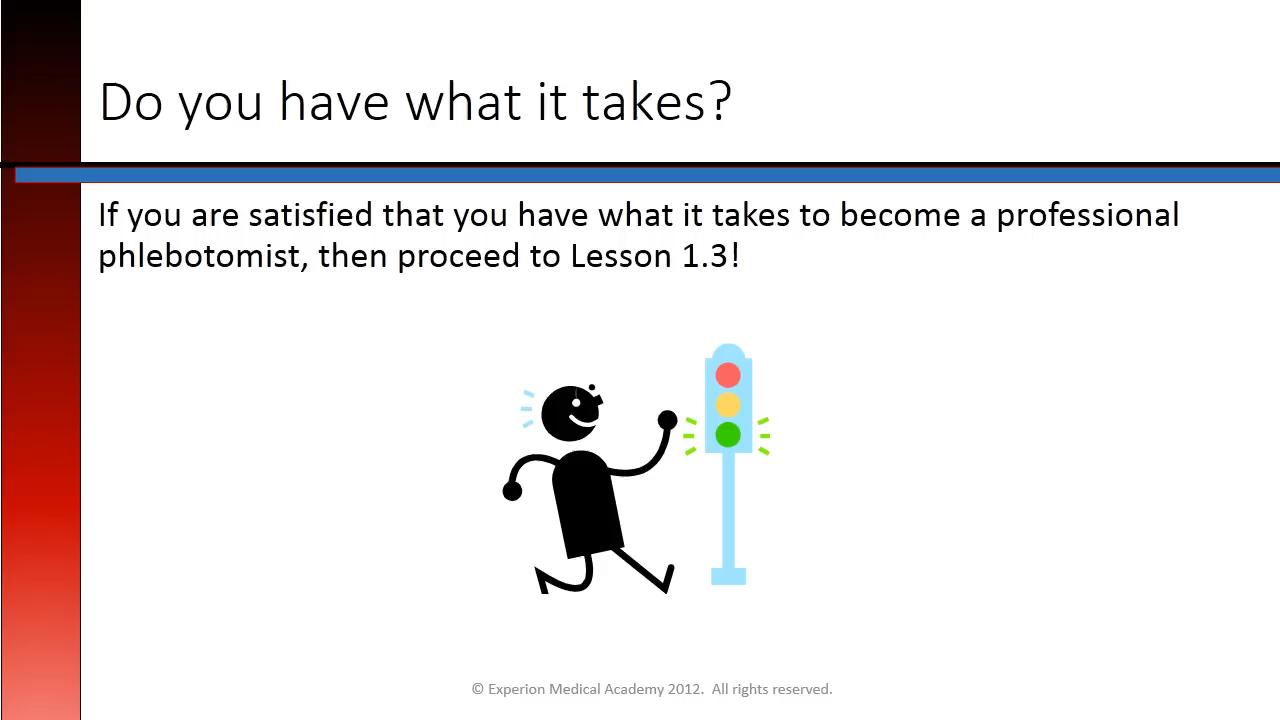 Do you have what it takes?
If you are satisfied that you have what it takes to become a professional
phlebotomist, then proceed to Lesson 1.3!
© Experion Medical Academy 2012.  All rights reserved.